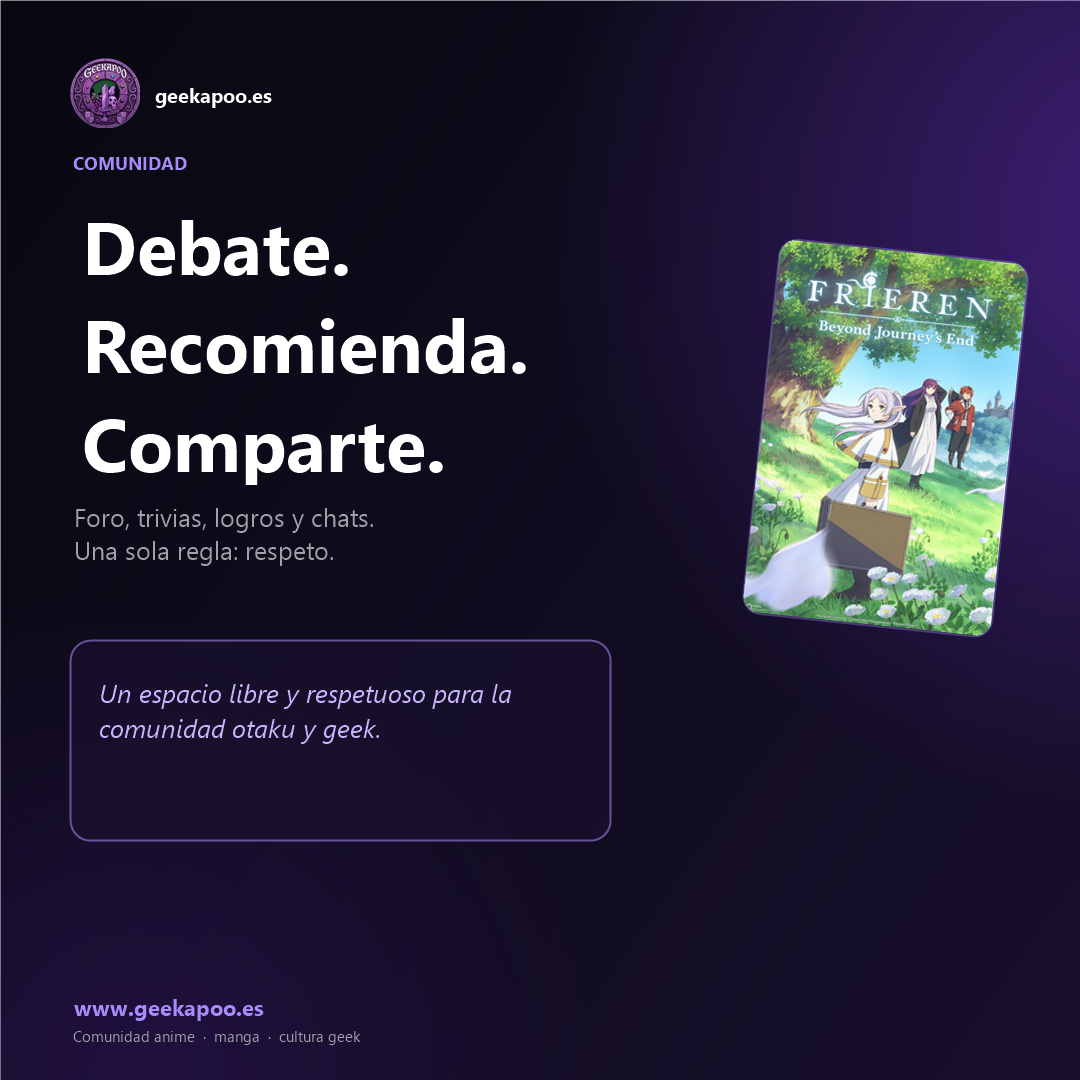 GEEKAPOO
geekapoo.es
COMUNIDAD
Debate.
Recomienda.
Comparte.
Foro, trivias, logros y chats.
Una sola regla: respeto.
FRIEREN
Beyond Journey's End
Un espacio libre y respetuoso para la
comunidad otaku y geek.
www.geekapoo.es
Comunidad anime · manga · cultura geek